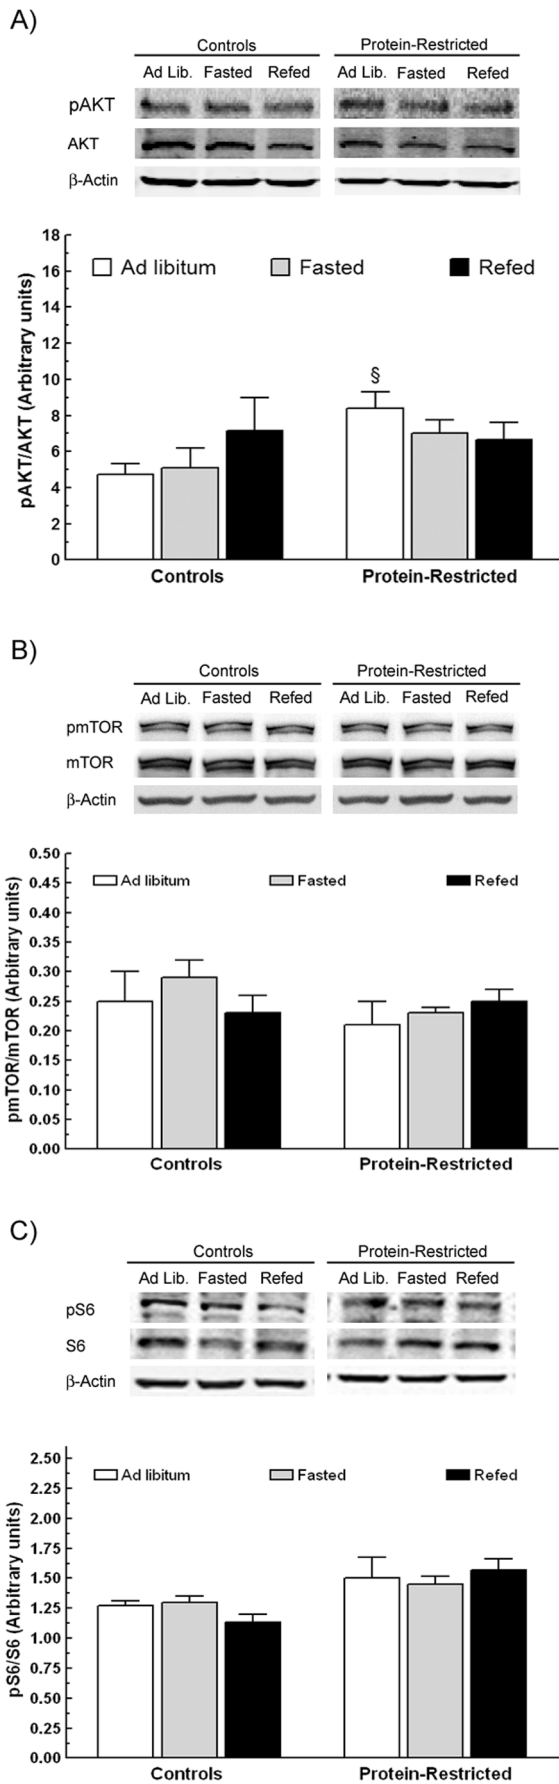 A)
Controls Protein-Restricted
Ad Lib. Fasted Refed Ad Lib. Fasted Refed
pAKT
AKT
β-Actin
18
Ad libitum Fasted Refed
16
14
12
10
8
6
4
2
0
§
pAKT/AKT (Arbitrary units)
Controls Protein-Restricted
B)
Controls Protein-Restricted
Ad Lib. Fasted Refed Ad Lib. Fasted Refed
pmTOR
mTOR
β-Actin
0.50
Ad libitum Fasted Refed
0.45
0.40
0.35
0.30
0.25
0.20
0.15
0.10
0.05
0.00
pmTOR/mTOR (Arbitrary units)
Controls Protein-Restricted
C)
Controls Protein-Restricted
Ad Lib. Fasted Refed Ad Lib. Fasted Refed
pS6
S6
β-Actin
2.50
Ad libitum Fasted Refed
2.25
2.00
1.75
1.50
1.25
1.00
0.75
0.50
0.25
0.00
pS6/S6 (Arbitrary units)
Controls Protein-Restricted